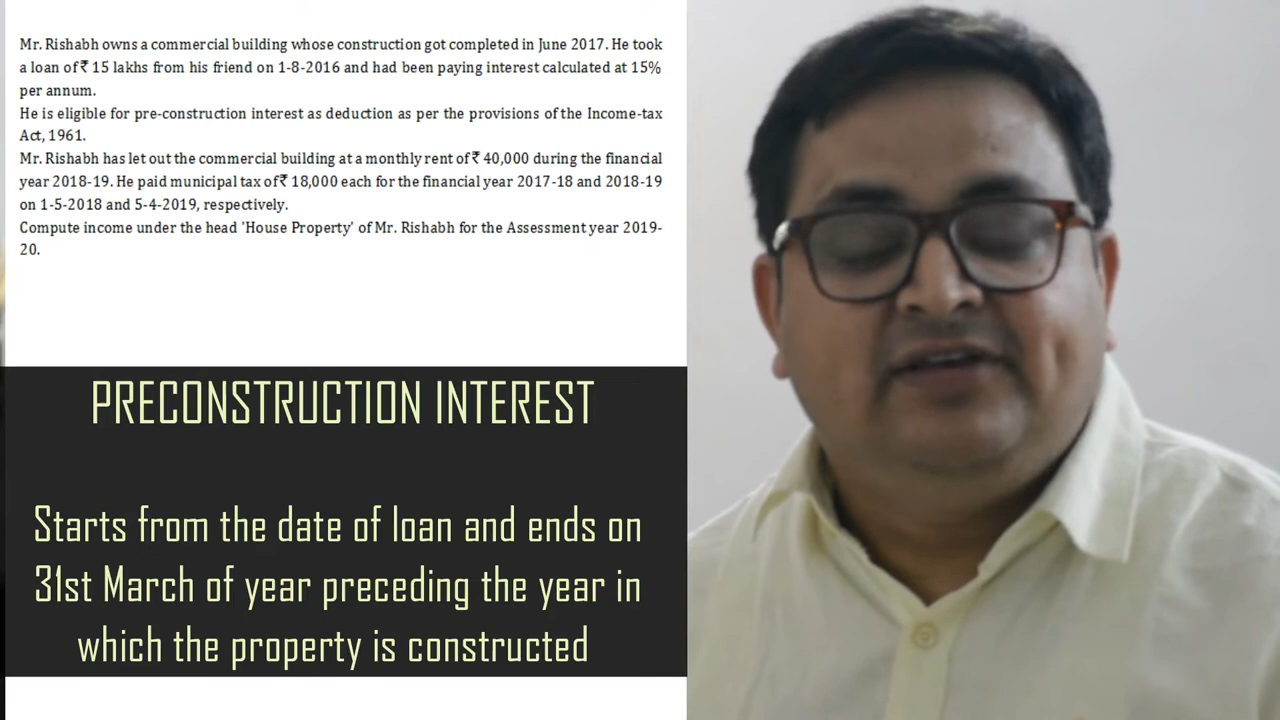 Mr. Rishabh owns a commercial building whose construction got completed in June 2017. He took
a loan of ₹ 15 lakhs from his friend on 1-8-2016 and had been paying interest calculated at 15%
per annum.
He is eligible for pre-construction interest as deduction as per the provisions of the Income-tax
Act, 1961.
Mr. Rishabh has let out the commercial building at a monthly rent of ₹ 40,000 during the financial
year 2018-19. He paid municipal tax of ₹ 18,000 each for the financial year 2017-18 and 2018-19
on 1-5-2018 and 5-4-2019, respectively.
Compute income under the head 'House Property' of Mr. Rishabh for the Assessment year 2019-
20.
PRECONSTRUCTION INTEREST
Starts from the date of loan and ends on
31st March of year preceding the year in
which the property is constructed